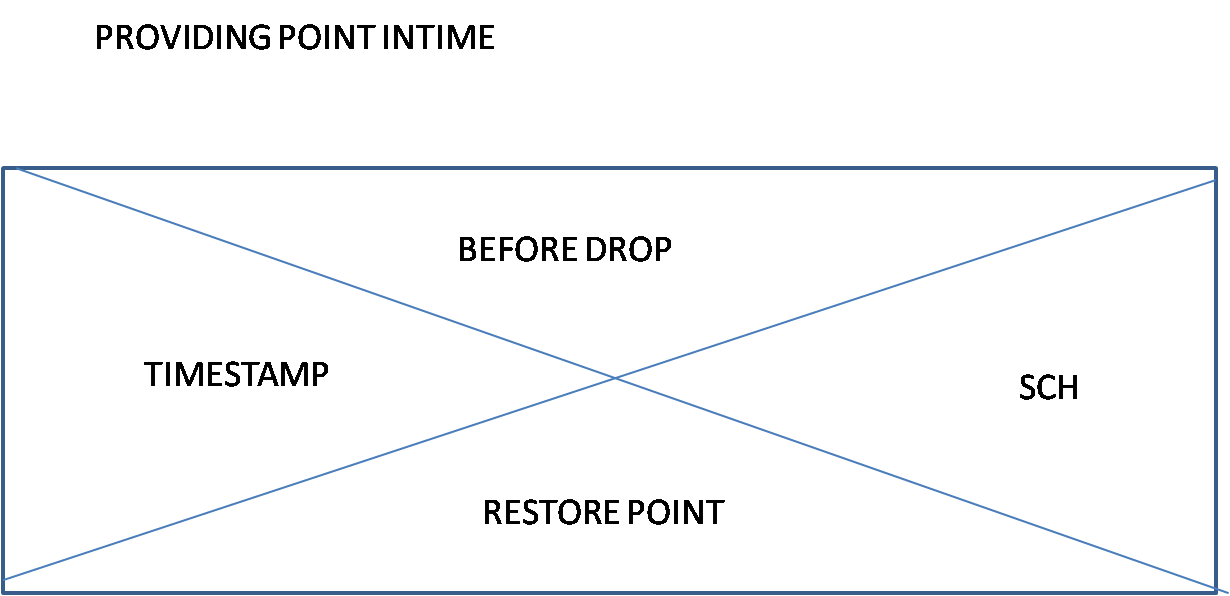 PROVIDING POINT INTIME
BEFORE DROP
TIMESTAMP
SCH
RESTORE POINT